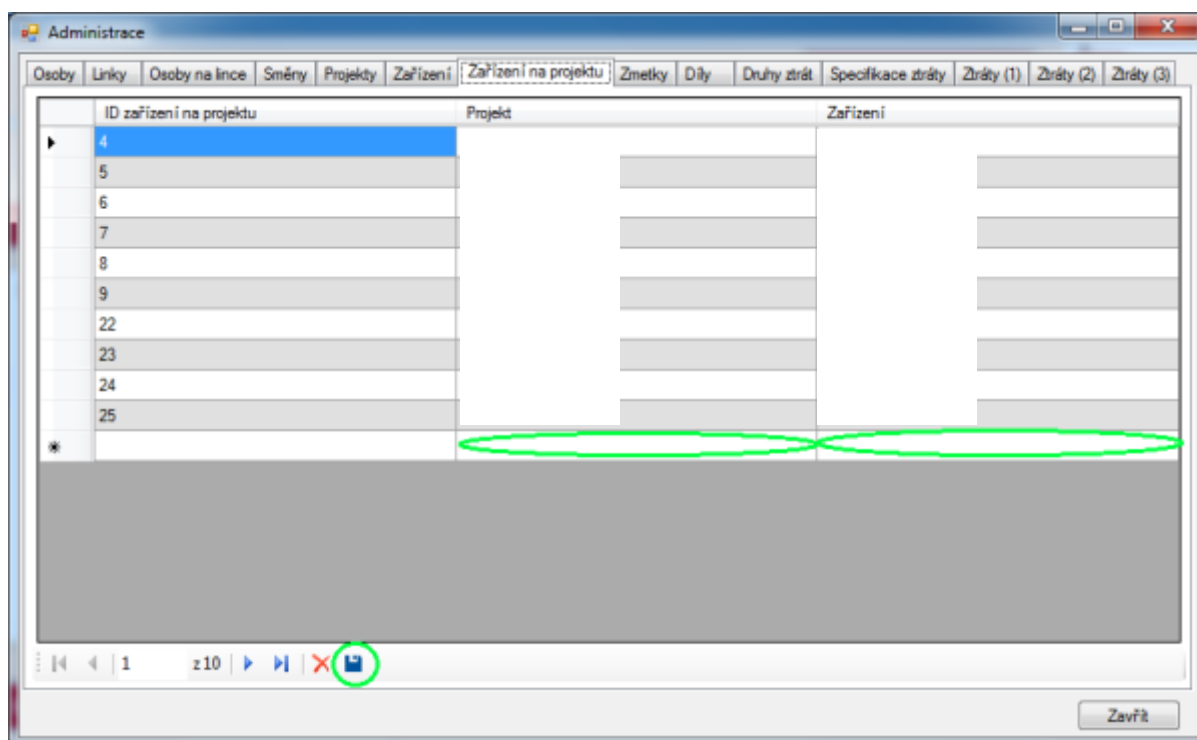 Administrace
Osoby Linky Osoby na lince Směny Projekty Zařízení Zařízení na projektu Zmetky Díly Druhy ztrát Specifikace ztráty Ztráty (1) Ztráty (2) Ztráty (3)
ID zařízení na projektu Projekt Zařízení
4
5
6
7
8
9
22
23
24
25
1 z 10
Zavřít